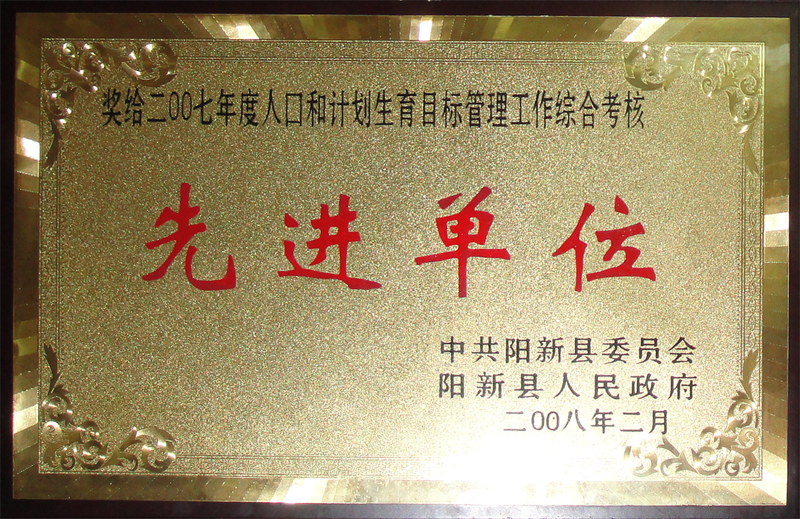 奖给二00七年度人口和计划生育目标管理工作综合考核
先进单位
中共阳新县委员会
阳新县人民政府
二00八年二月